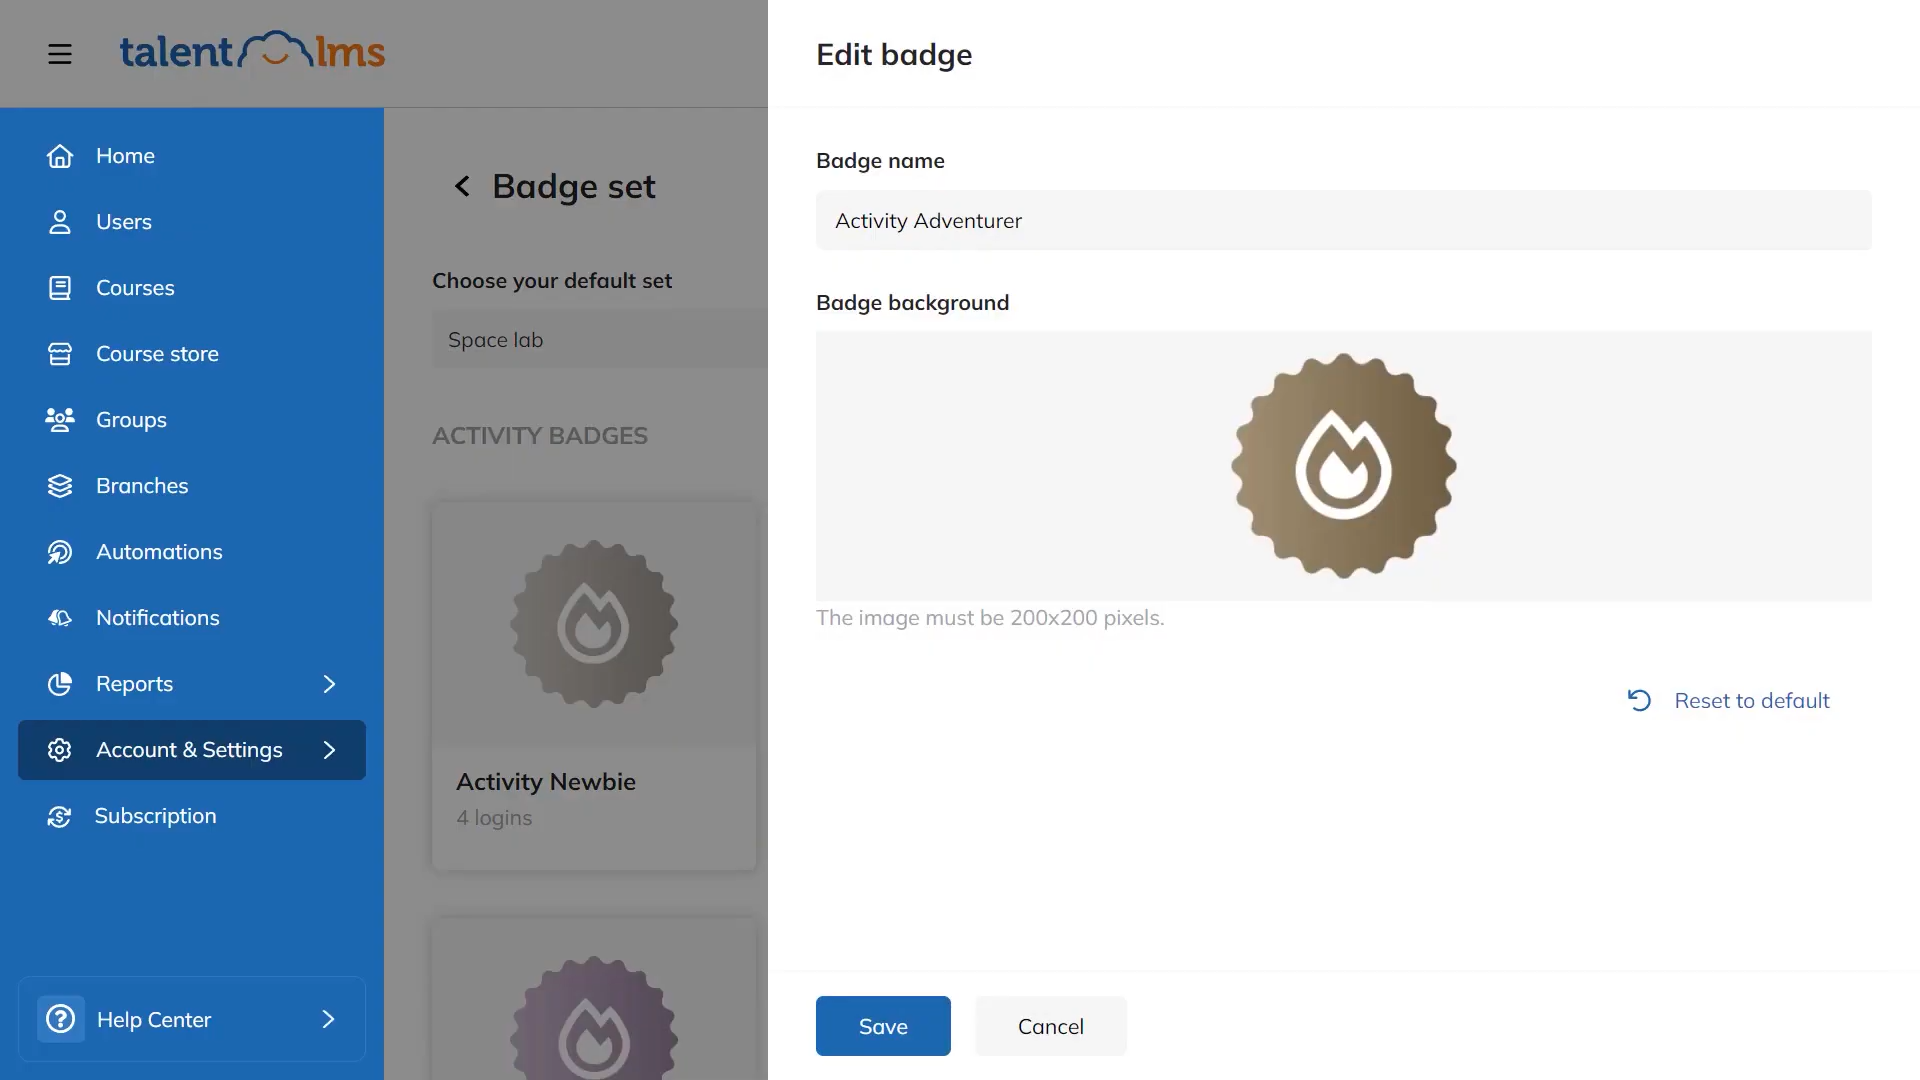 talentlms
Home
Users
Courses
Course store
Groups
Branches
Automations
Notifications
Reports
Account & Settings
Subscription
Help Center
Badge set
Choose your default set
Space lab
ACTIVITY BADGES
Activity Newbie
4 logins
Edit badge
Badge name
Activity Adventurer
Badge background
The image must be 200x200 pixels.
Reset to default
Save
Cancel